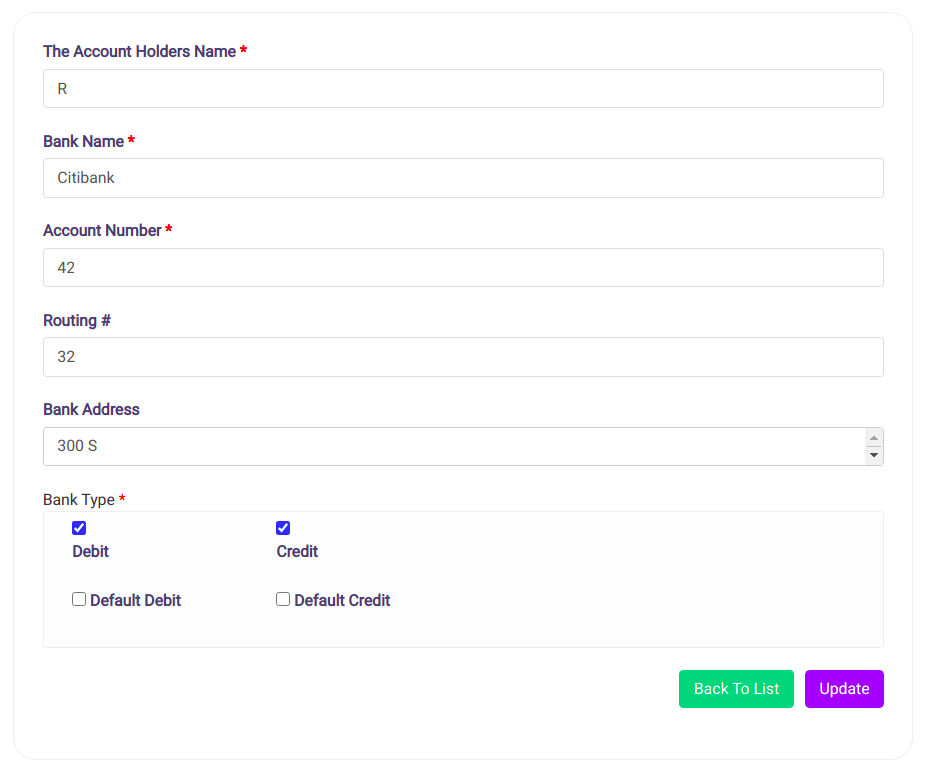 The Account Holders Name *
R
Bank Name *
Citibank
Account Number *
42
Routing #
32
Bank Address
300 S
Bank Type *
Debit Credit
Default Debit Default Credit
Back To List Update